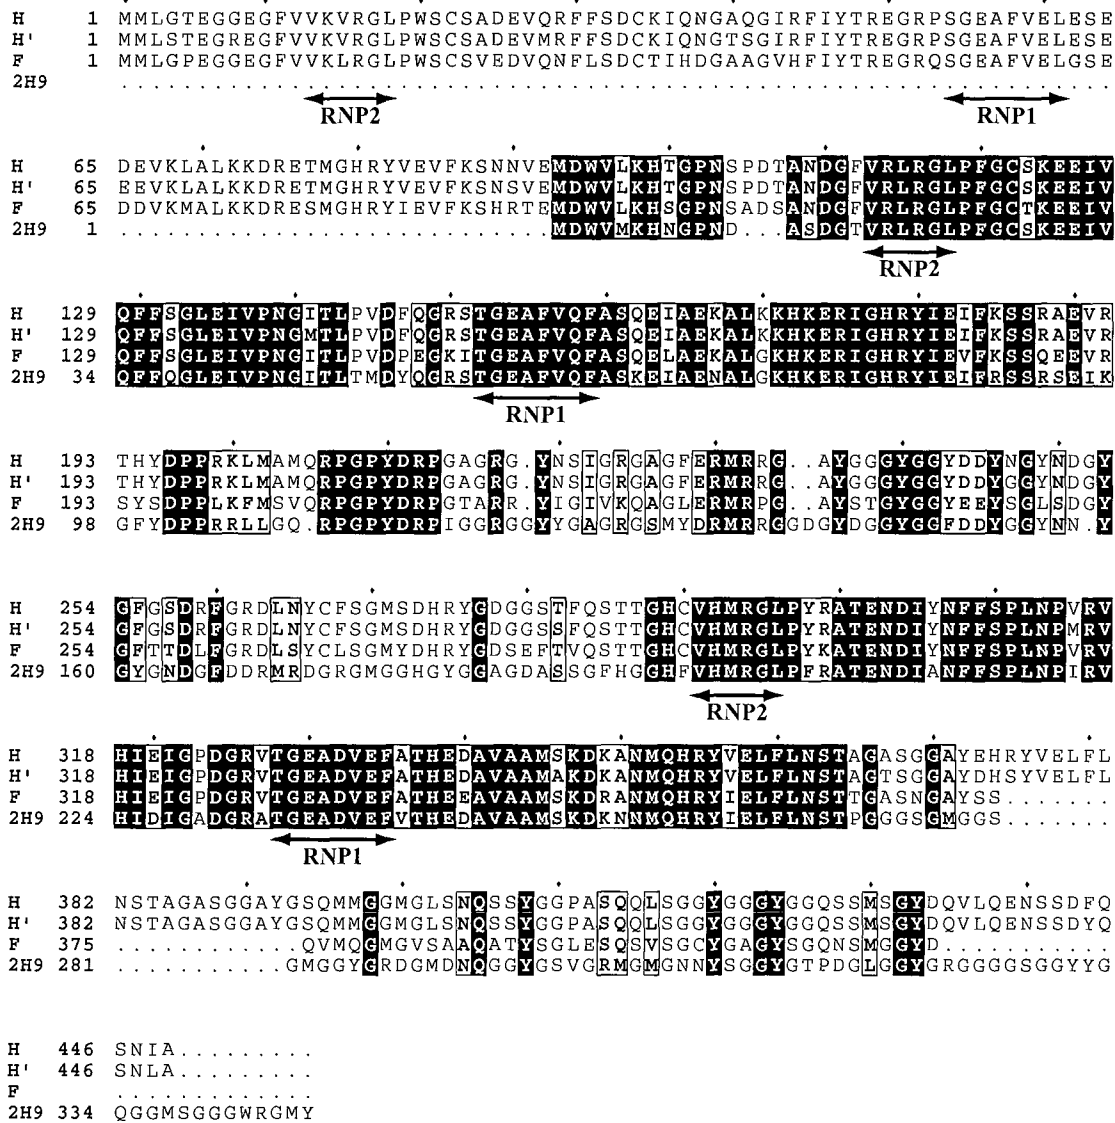 H 1 MMLGTEGGEGFVVKVRGLPWSCSADEVQRFFSDCKIQNGAQGIRFIYTREGRPSGEAFVELESE
H' 1 MMLSTEGREGFVVKVRGLPWSCSADEVMRFFSDCKIQNGTSGIRFIYTREGRPSGEAFVELESE
F 1 MMLGPEGGEGFVVKLRGLPWSCSVEDVQNFLSDCTIHDGAAGVHFIYTREGRQSGEAFVELGSE
2H9 ................................................................
RNP2 RNP1
H 65 DEVKLALKKDRETMGHRYVEVFKSNNVEMDWVLKHTGPNSPDTANDGFVRLRGLPFGCSKEEIV
H' 65 EEVKLALKKDRETMGHRYVEVFKSNSVEMDWVLKHTGPNSPDTANDGFVRLRGLPFGCSKEEIV
F 65 DDVKMALKKDRESMGHRYIEVFKSHRTEMDWVLKHSGPNSADSANDGFVRLRGLPFGCTKEEIV
2H9 1 ............................MDWVMKHNGPND...ASDGTVRLRGLPFGCSKEEIV
RNP2
H 129 QFFSGLEIVPNGITLPVDFQGRSTGEAFVQFASQEIAEKALKKHKERIGHRYIEIFKSSRAEVR
H' 129 QFFSGLEIVPNGMTLPVDFQGRSTGEAFVQFASQEIAEKALKKHKERIGHRYIEIFKSSRAEVR
F 129 QFFSGLEIVPNGITLPVDPEGKITGEAFVQFASQELAEKALGKHKERIGHRYIEVFKSSQEEVR
2H9 34 QFFQGLEIVPNGITLTMDYQGRSTGEAFVQFASKEIAENALGKHKERIGHRYIEIFRSSRSEIK
RNP1
H 193 THYDPPRKLMAMQRPGPYDRPGAGRG.YNSIGRGAGFERMRRG..AYGGGYGGYDDYNGYNDGY
H' 193 THYDPPRKLMAMQRPGPYDRPGAGRG.YNSIGRGAGFERMRRG..AYGGGYGGYDDYGGYNDGY
F 193 SYSDPPLKFMSVQRPGPYDRPGTARR.YIGIVKQAGLERMRPG..AYSTGYGGYEEYSGLSDGY
2H9 98 GFYDPPRRLLGQ.RPGPYDRPIGGRGGYYGAGRGSMYDRMRRGGDGYDGGYGGFDDYGGYNN.Y
H 254 GFGSDRFGRDLNYCFSGMSDHRYGDGGSTFQSTTGHCVHMRGLPYRATENDIYNFFSPLNPVRV
H' 254 GFGSDRFGRDLNYCFSGMSDHRYGDGGSSFQSTTGHCVHMRGLPYRATENDIYNFFSPLNPMRV
F 254 GFTTDLFGRDLSYCLSGMYDHRYGDSEFTVQSTTGHCVHMRGLPYKATENDIYNFFSPLNPVRV
2H9 160 GYGNDGFDDRMRDGRGMGGHGYGGAGDASSGFHGGHFVHMRGLPFRATENDIANFFSPLNPIRV
RNP2
H 318 HIEIGPDGRVTGEADVEFATHEDAVAAMSKDKANMQHRYVELFLNSTAGASGGAYEHRYVELFL
H' 318 HIEIGPDGRVTGEADVEFATHEDAVAAMAKDKANMQHRYVELFLNSTAGTSGGAYDHSYVELFL
F 318 HIEIGPDGRVTGEADVEFATHEEAVAAMSKDRANMQHRYIELFLNSTTGASNGAYSS.......
2H9 224 HIDIGADGRATGEADVEFVTHEDAVAAMSKDKNNMQHRYIELFLNSTPGGGSGMGGS.......
RNP1
H 382 NSTAGASGGAYGSQMMGGMGLSNQSSYGGPASQQLSGGYGGGYGGQSSMSGYDQVLQENSSDFQ
H' 382 NSTAGASGGAYGSQMMGGMGLSNQSSYGGPASQQLSGGYGGGYGGQSSMSGYDQVLQENSSDYQ
F 375 ............QVMQGMGVSAAQATYSGLESQSVSGCYGAGYSGQNSMGGYD...........
2H9 281 ...........GMGGYGRDGMDNQGGYGSVGRMGMGNNYSGGYGTPDGLGGYGRGGGGSGGYYG
H 446 SNIA.........
H' 446 SNLA.........
F .............
2H9 334 QGGMSGGGWRGMY